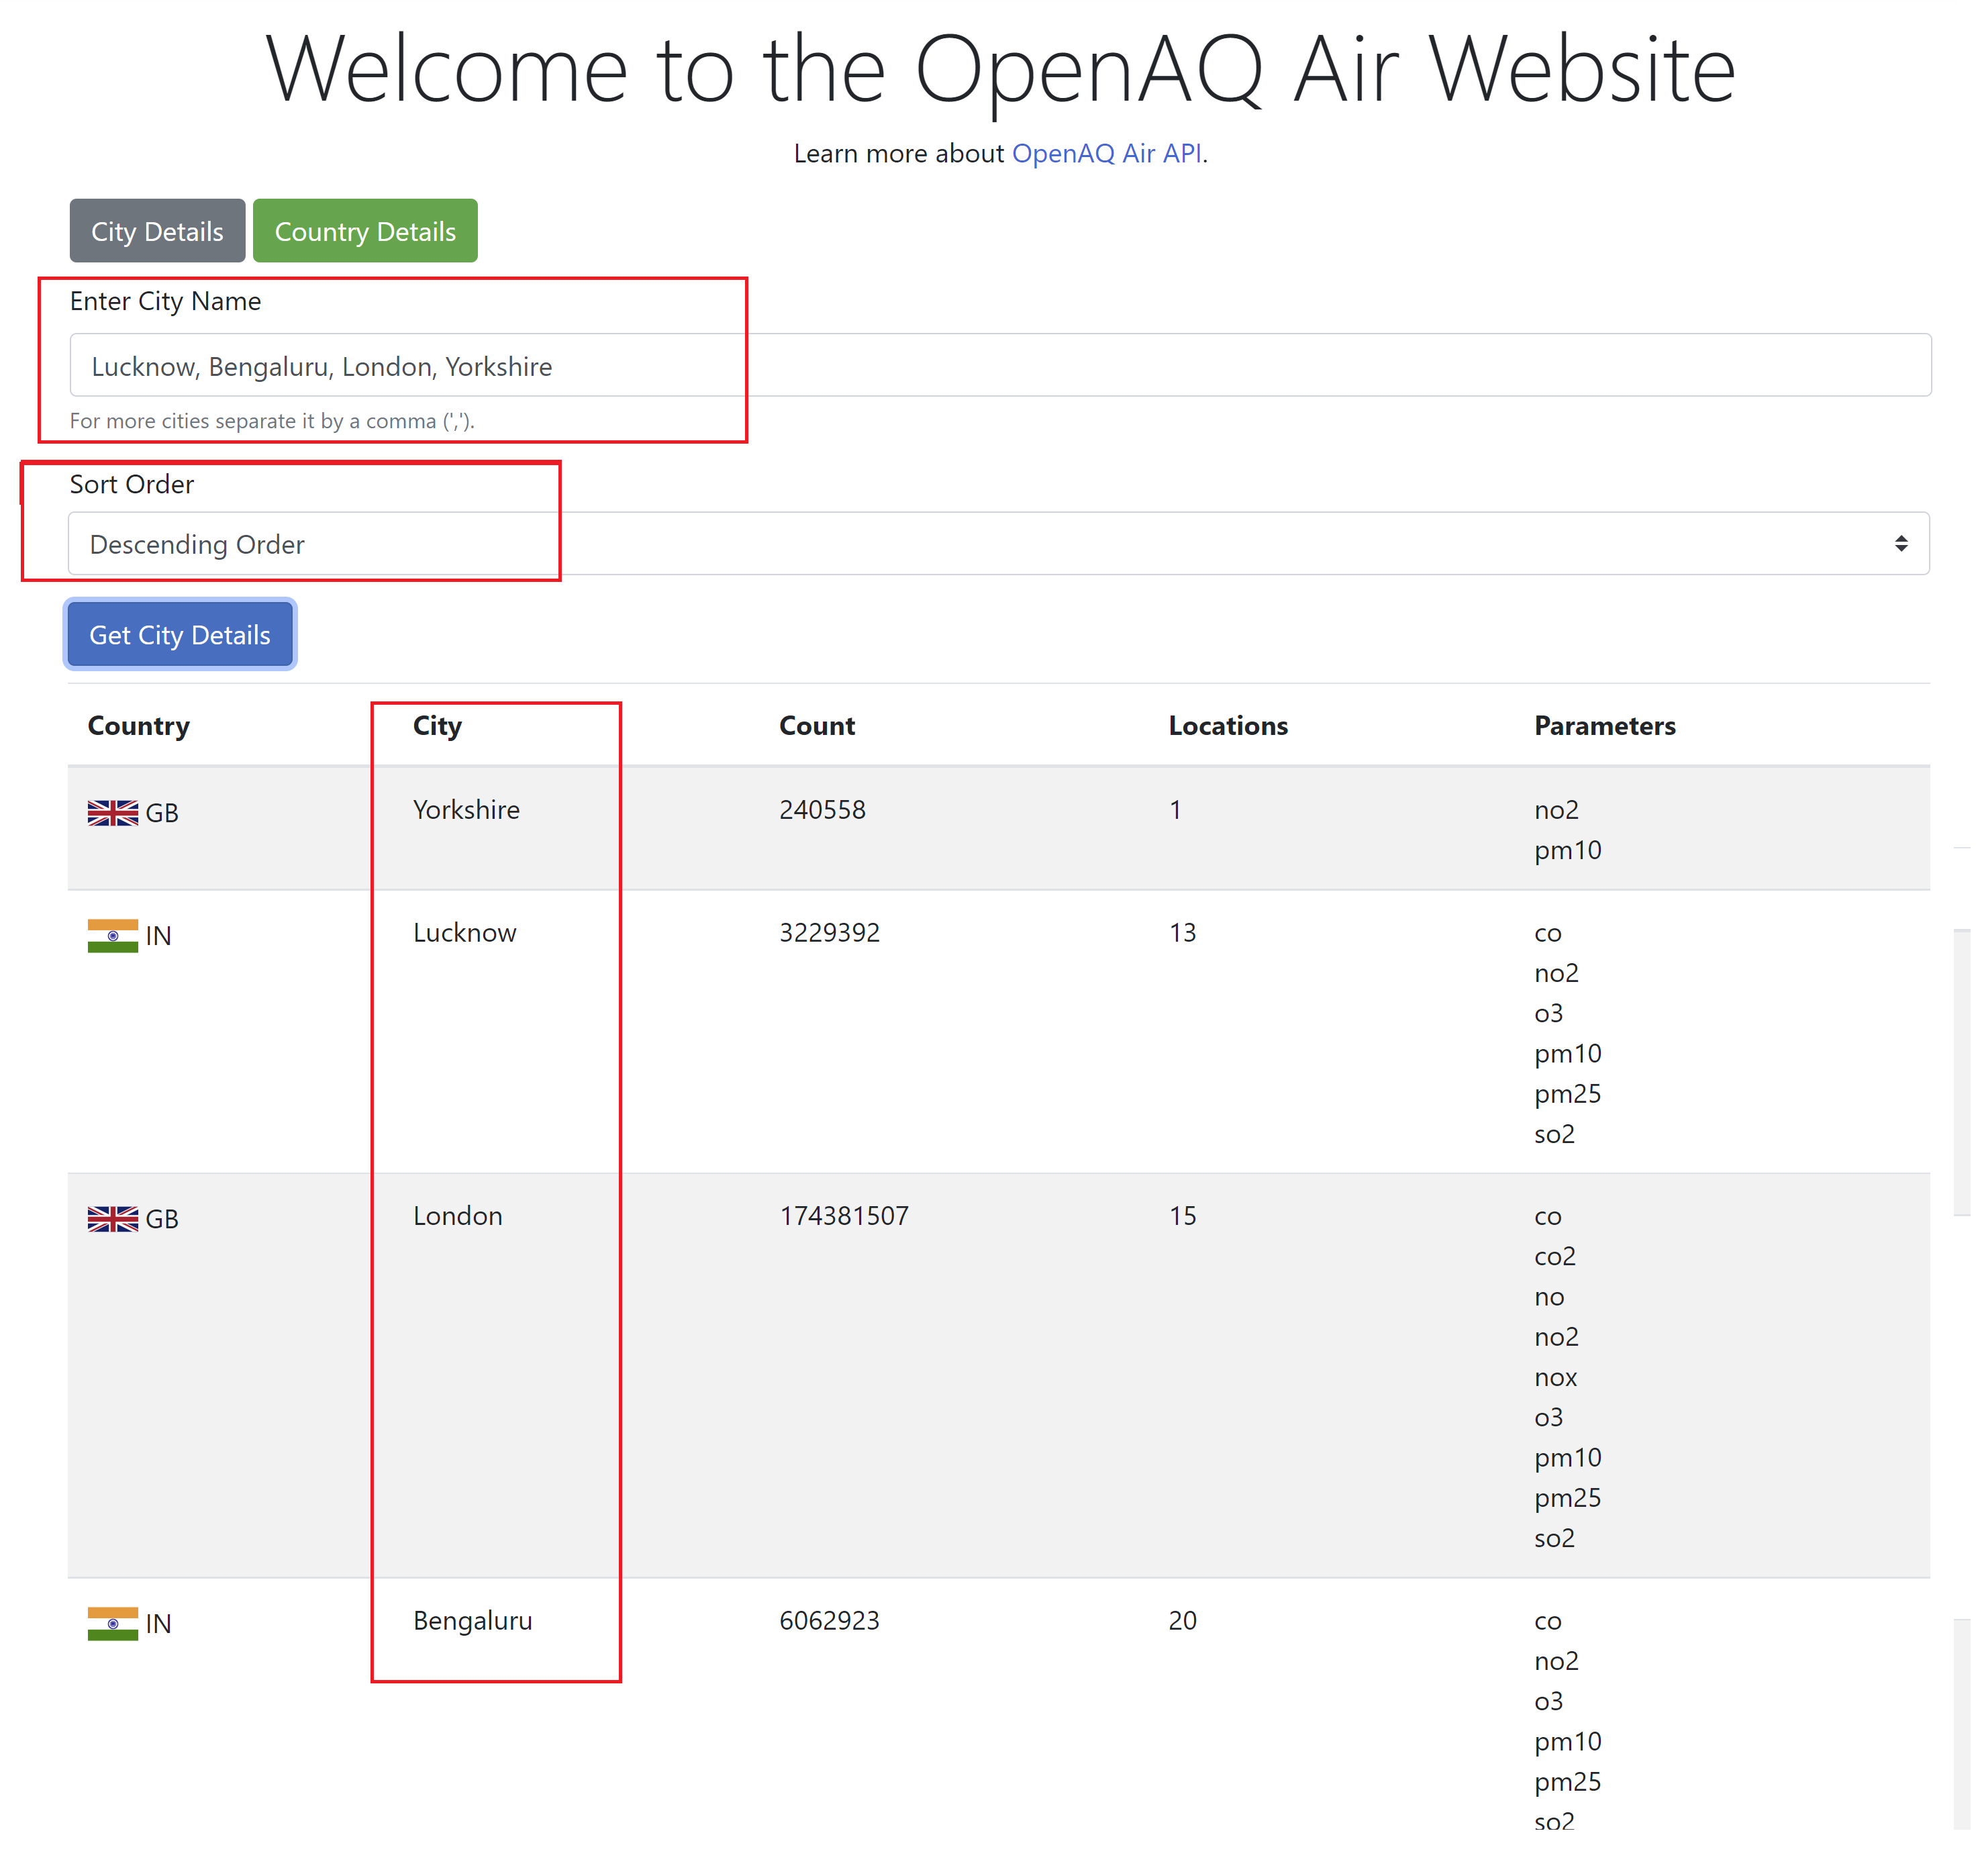 Welcome to the OpenAQ Air Website
Learn more about OpenAQ Air API.
City Details Country Details
Enter City Name
Lucknow, Bengaluru, London, Yorkshire
For more cities separate it by a comma (',').
Sort Order
Descending Order
Get City Details
Country City Count Locations Parameters
GB Yorkshire 240558 1 no2
pm10
IN Lucknow 3229392 13 co
no2
o3
pm10
pm25
so2
GB London 174381507 15 co
co2
no
no2
nox
o3
pm10
pm25
so2
IN Bengaluru 6062923 20 co
no2
o3
pm10
pm25
so2